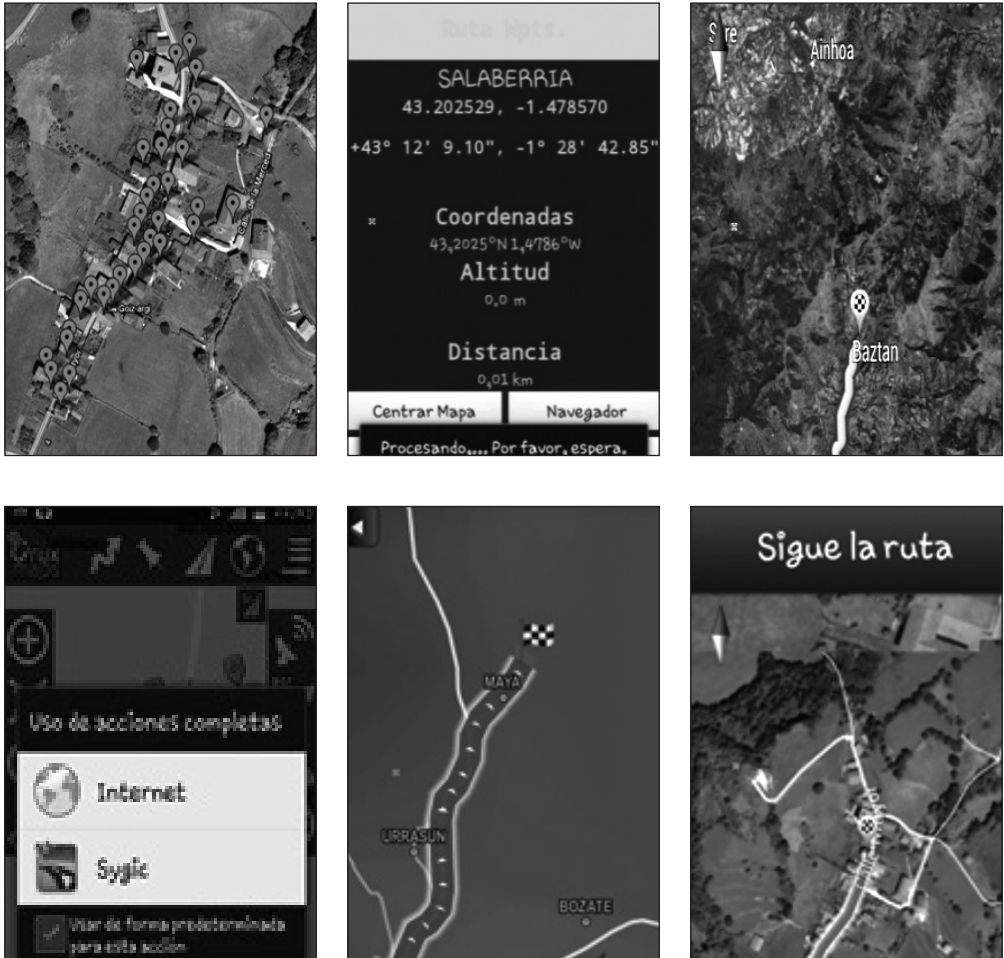 Calle de la Merced
Goiz argi
Ruta Wpts.
SALABERRIA
43.202529, -1.478570
+43° 12' 9.10", -1° 28' 42.85"
Coordenadas
43,2025°N 1,4786°W
Altitud
0,0 m
Distancia
0,01 km
Centrar Mapa
Navegador
Procesando.... Por favor, espera.
Ainhoa
Baztan
Uso de acciones completas
Internet
Sygic
Usar de forma predeterminada
para esta acción
MAYA
URRASUN
BOZATE
Sigue la ruta